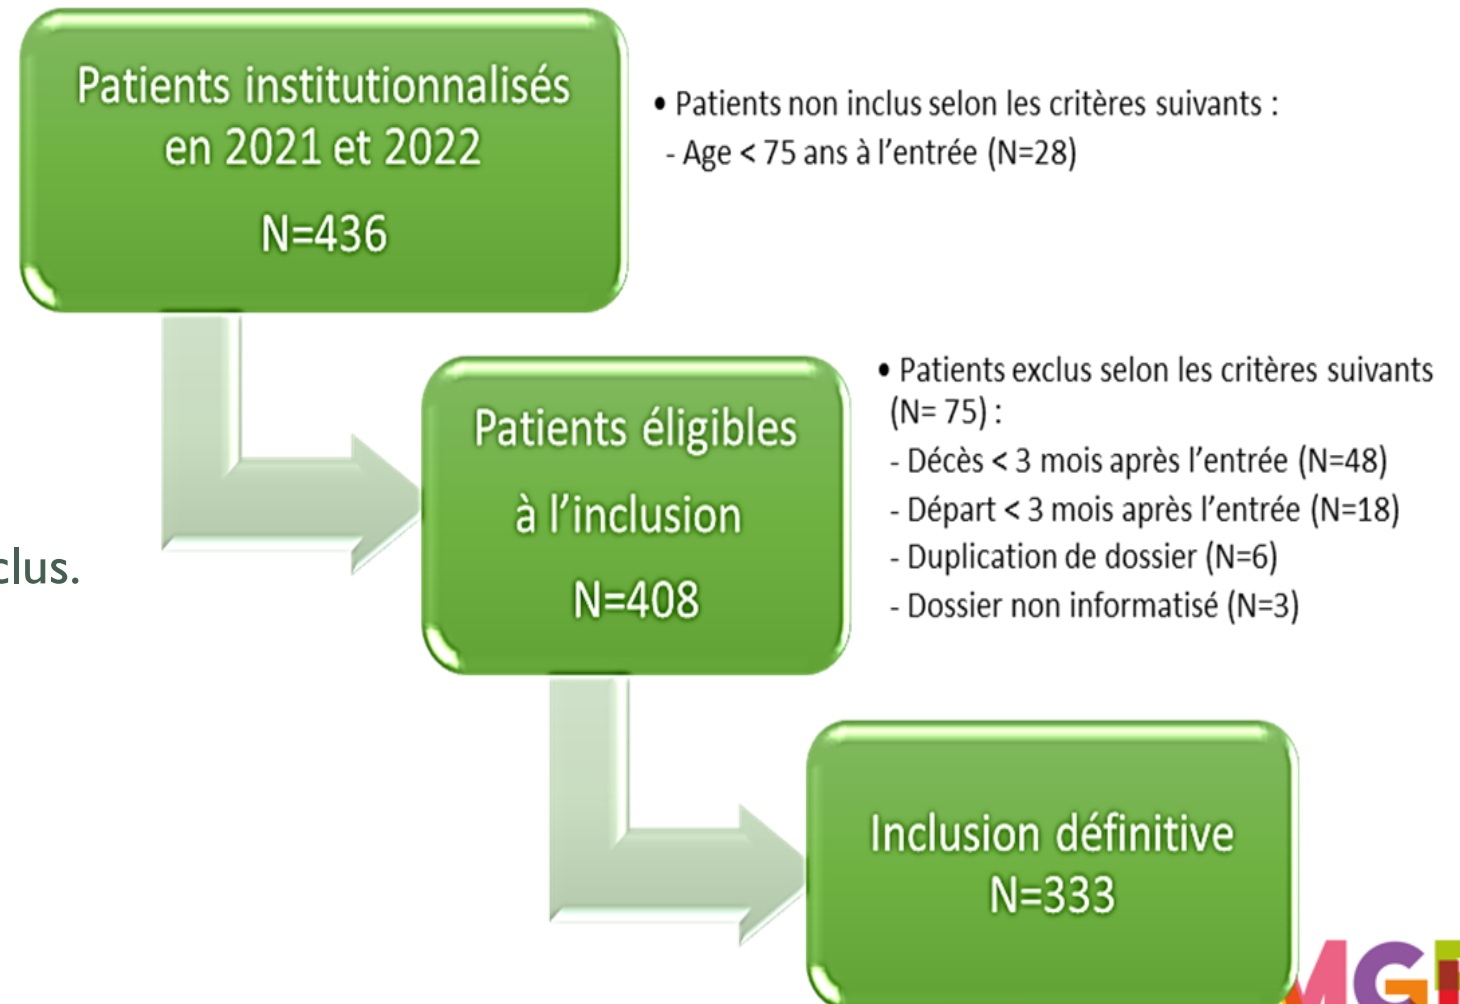 Patients institutionnalisés
en 2021 et 2022
N=436
• Patients non inclus selon les critères suivants :
- Age < 75 ans à l’entrée (N=28)
Patients éligibles
à l’inclusion
N=408
• Patients exclus selon les critères suivants
(N= 75) :
- Décès < 3 mois après l’entrée (N=48)
- Départ < 3 mois après l’entrée (N=18)
- Duplication de dossier (N=6)
- Dossier non informatisé (N=3)
clus.
Inclusion définitive
N=333
MG